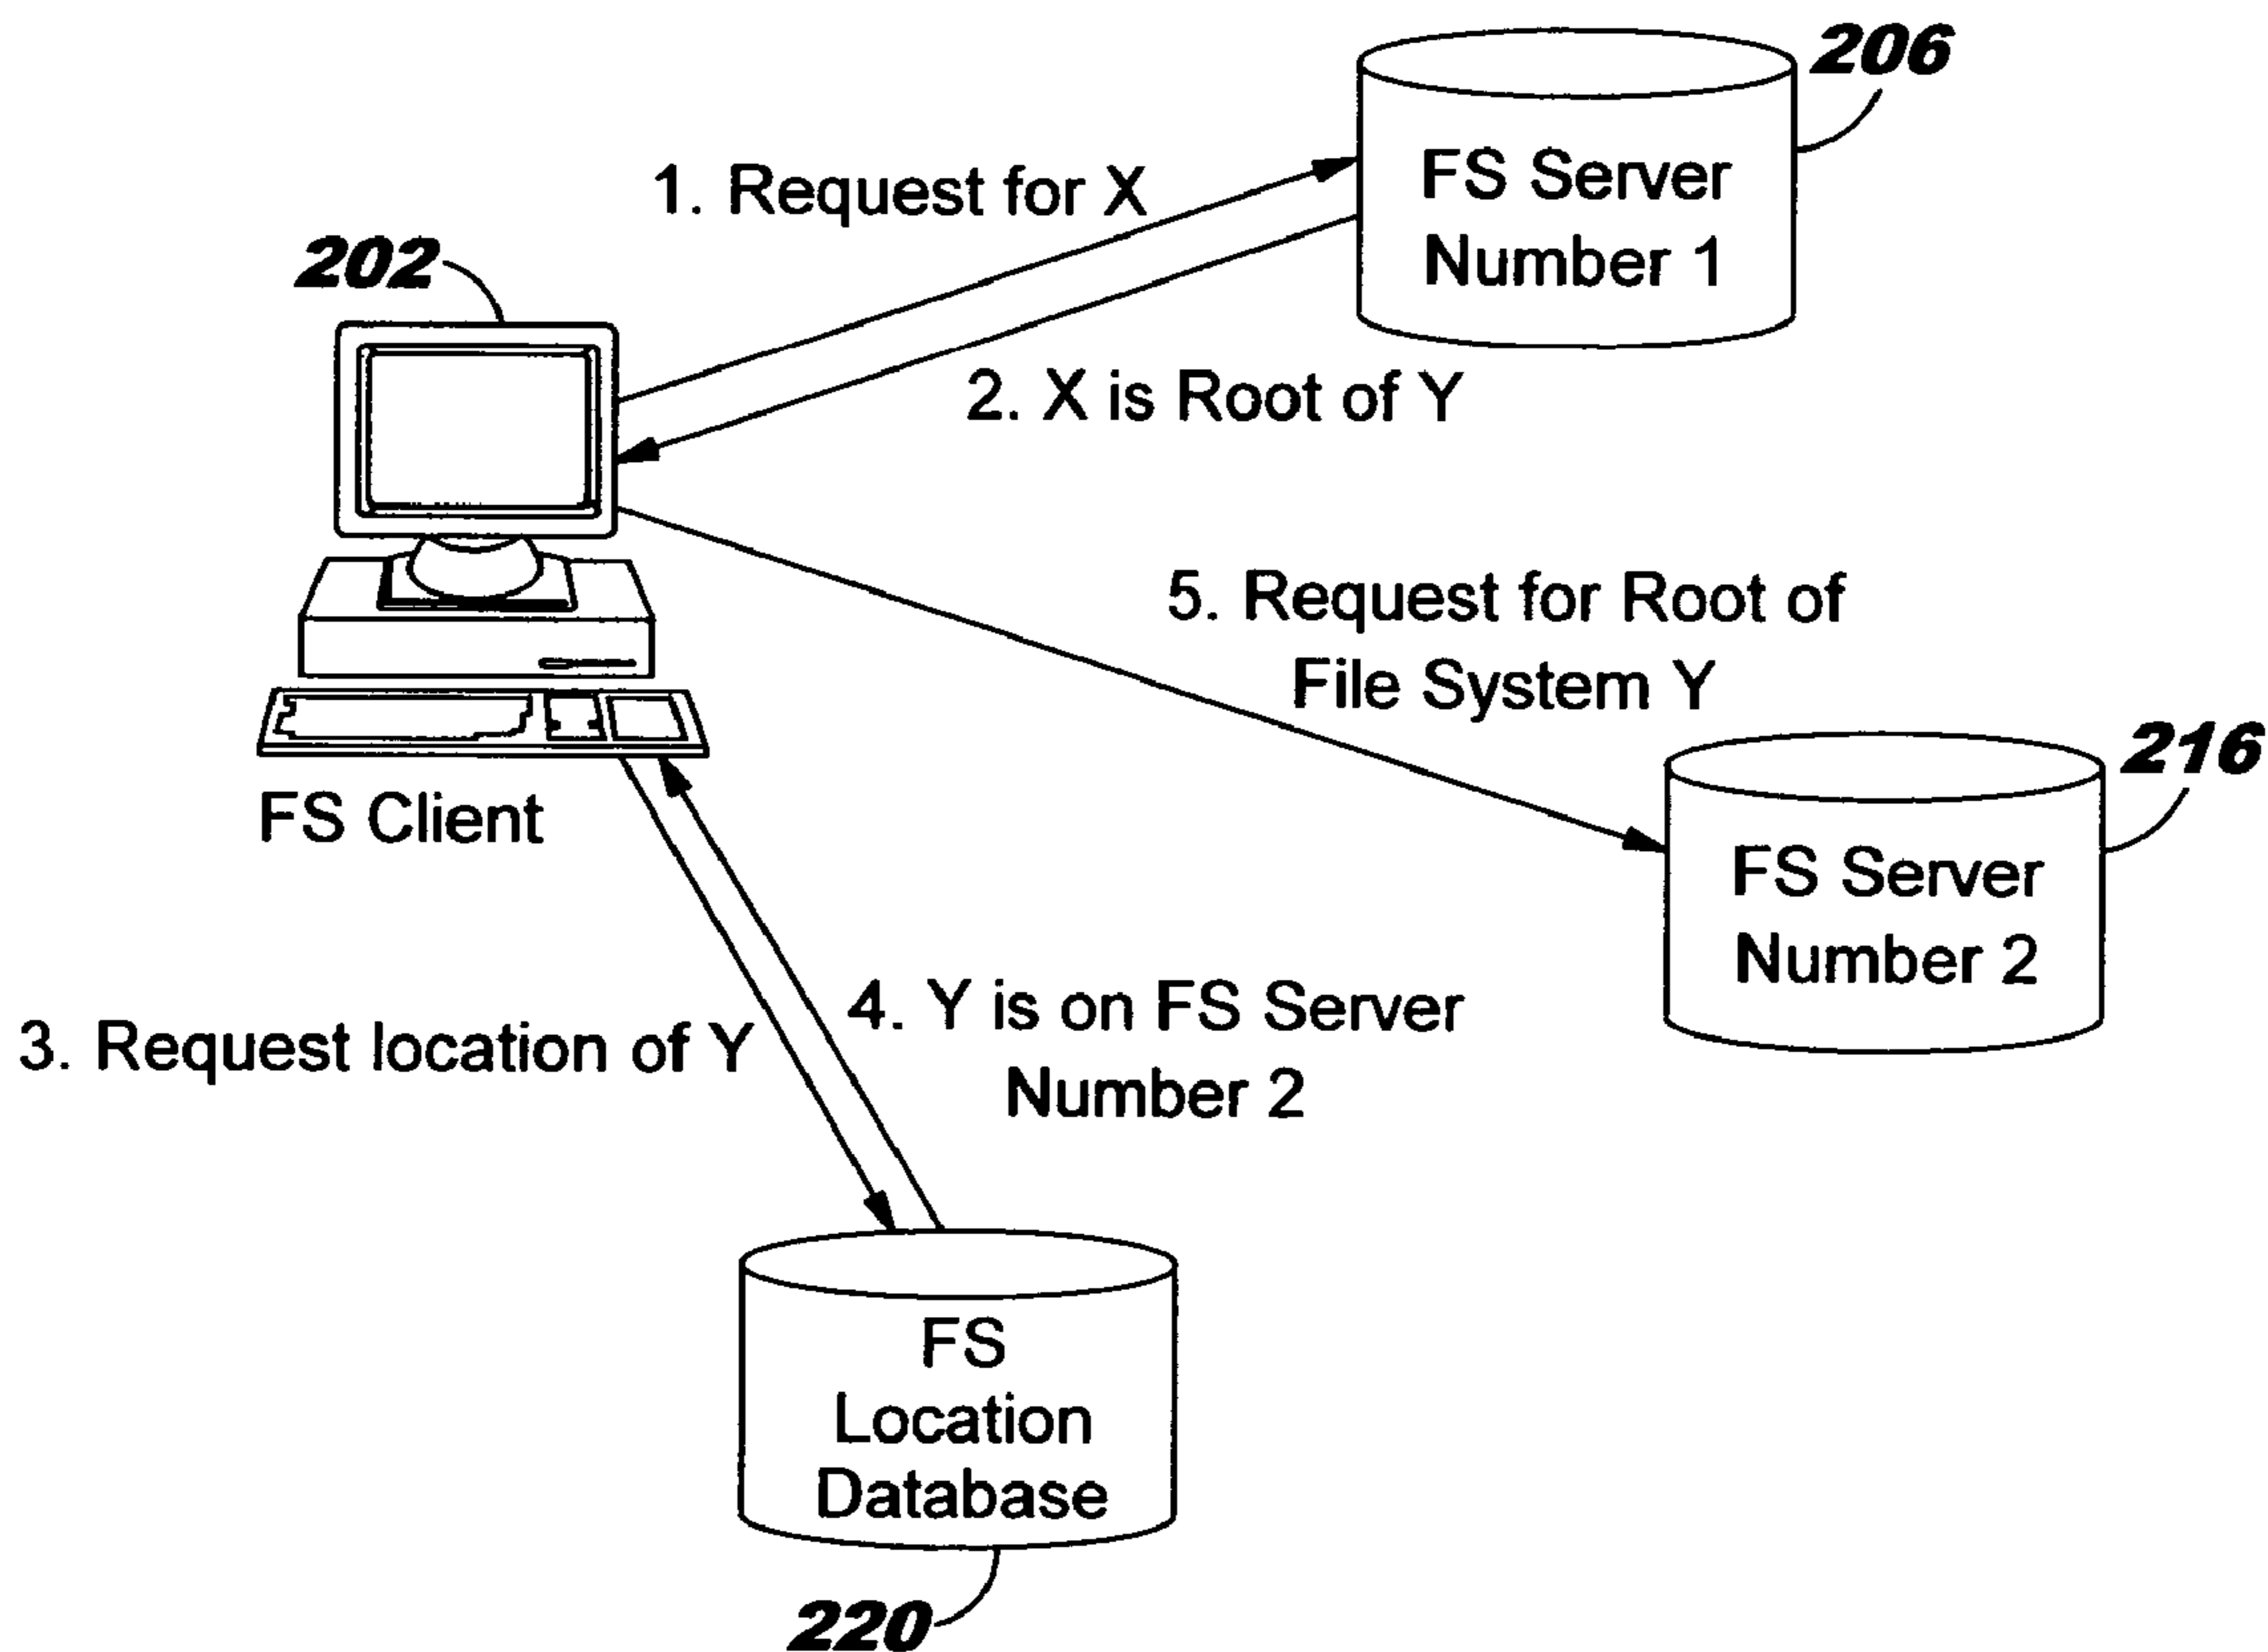 206
FS Server
Number 1
1. Request for X
202
2. X is Root of Y
5. Request for Root of
File System Y
216
FS Server
Number 2
FS Client
4. Y is on FS Server
Number 2
3. Request location of Y
FS
Location
Database
220